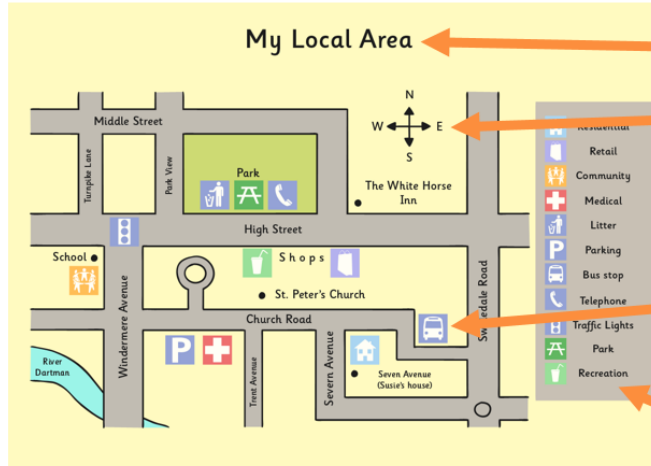 My Local Area
N
W E
S
Middle Street
Turnpike Lane
Park View
Park
The White Horse
Inn
High Street
School
Shops
St. Peter's Church
Church Road
Windermere Avenue
River
Dartman
P
Trent Avenue
Severn Avenue
Seven Avenue
(Susie's house)
Swaledale Road
Residential
Retail
Community
Medical
Litter
P Parking
Bus stop
Telephone
Traffic Lights
Park
Recreation